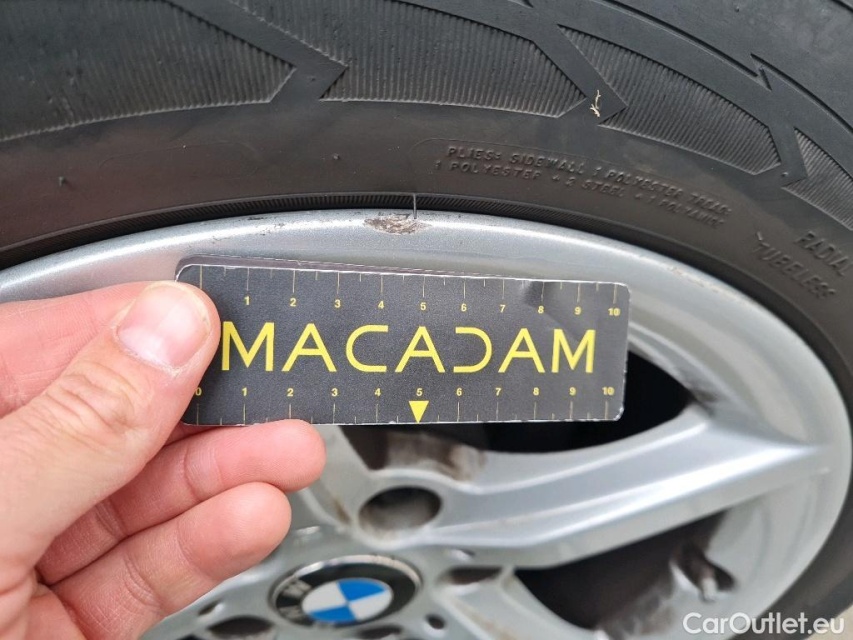 PLIES: SIDEWALL 1 POLYESTER TREAD
1 POLYESTER + 2 STEEL + 1
RADIAL
TUBELESS
1 2 3 4 5 6 7 8 9 10
MACADAM
0 1 2 3 4 5 6 7 8 9 10
CarOutlet.eu